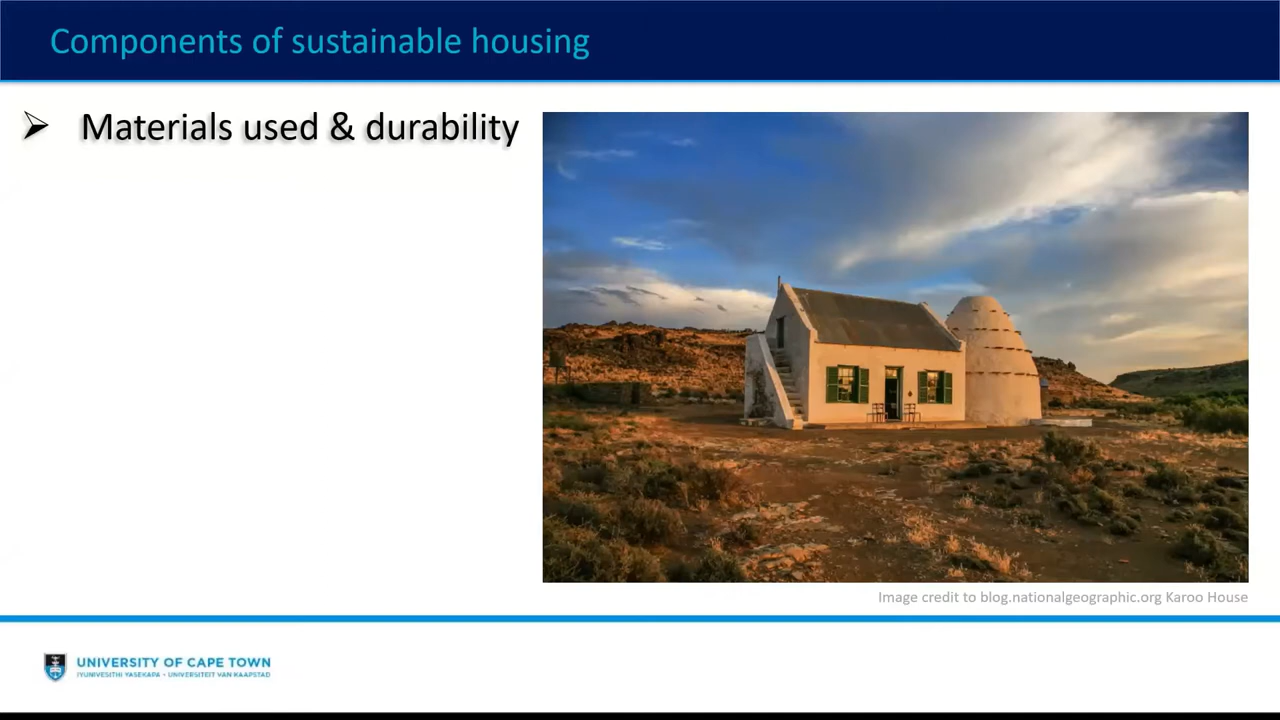 Components of sustainable housing
➢ Materials used & durability
Image credit to blog.nationalgeographic.org Karoo House
UNIVERSITY OF CAPE TOWN
IYUNIVESITHI YASEKAPA • UNIVERSITEIT VAN KAAPSTAD